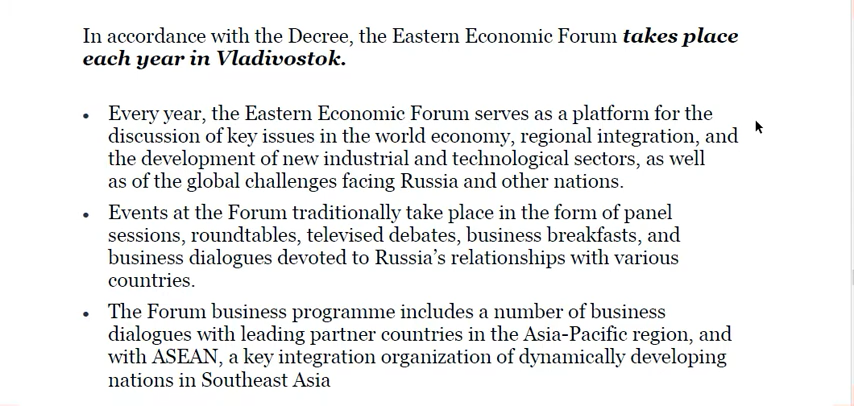 In accordance with the Decree, the Eastern Economic Forum takes place
each year in Vladivostok.
• Every year, the Eastern Economic Forum serves as a platform for the
discussion of key issues in the world economy, regional integration, and
the development of new industrial and technological sectors, as well
as of the global challenges facing Russia and other nations.
• Events at the Forum traditionally take place in the form of panel
sessions, roundtables, televised debates, business breakfasts, and
business dialogues devoted to Russia’s relationships with various
countries.
• The Forum business programme includes a number of business
dialogues with leading partner countries in the Asia-Pacific region, and
with ASEAN, a key integration organization of dynamically developing
nations in Southeast Asia